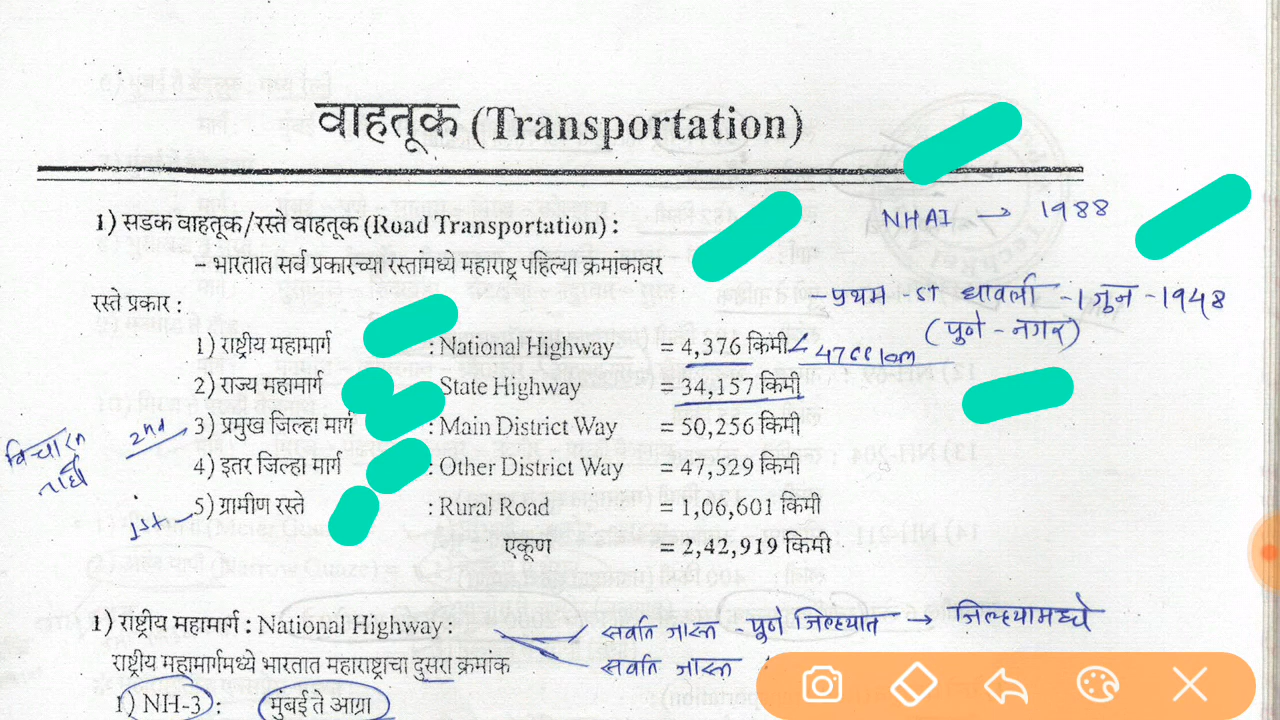 वाहतूक (Transportation)
1) सडक वाहतूक/रस्ते वाहतूक (Road Transportation) :
NHAI → 1988
– भारतात सर्व प्रकारच्या रस्तांमध्ये महाराष्ट्र पहिल्या क्रमांकावर
– प्रथम - ST धावली - 1 जुन - 1948
(पुणे - नगर)
रस्ते प्रकार :
1) राष्ट्रीय महामार्ग : National Highway = 4,376 किमी
2) राज्य महामार्ग State Highway = 34,157 किमी
2nd 3) प्रमुख जिल्हा मार्ग : Main District Way = 50,256 किमी
4) इतर जिल्हा मार्ग : Other District Way = 47,529 किमी
1st – 5) ग्रामीण रस्ते : Rural Road = 1,06,601 किमी
एकूण = 2,42,919 किमी
1) राष्ट्रीय महामार्ग : National Highway :
सर्वात जास्त - पुणे जिल्ह्यात → जिल्ह्यामध्ये
राष्ट्रीय महामार्गमध्ये भारतात महाराष्ट्राचा दुसरा क्रमांक
सर्वात जास्त
1) NH-3 : मुंबई ते आग्रा